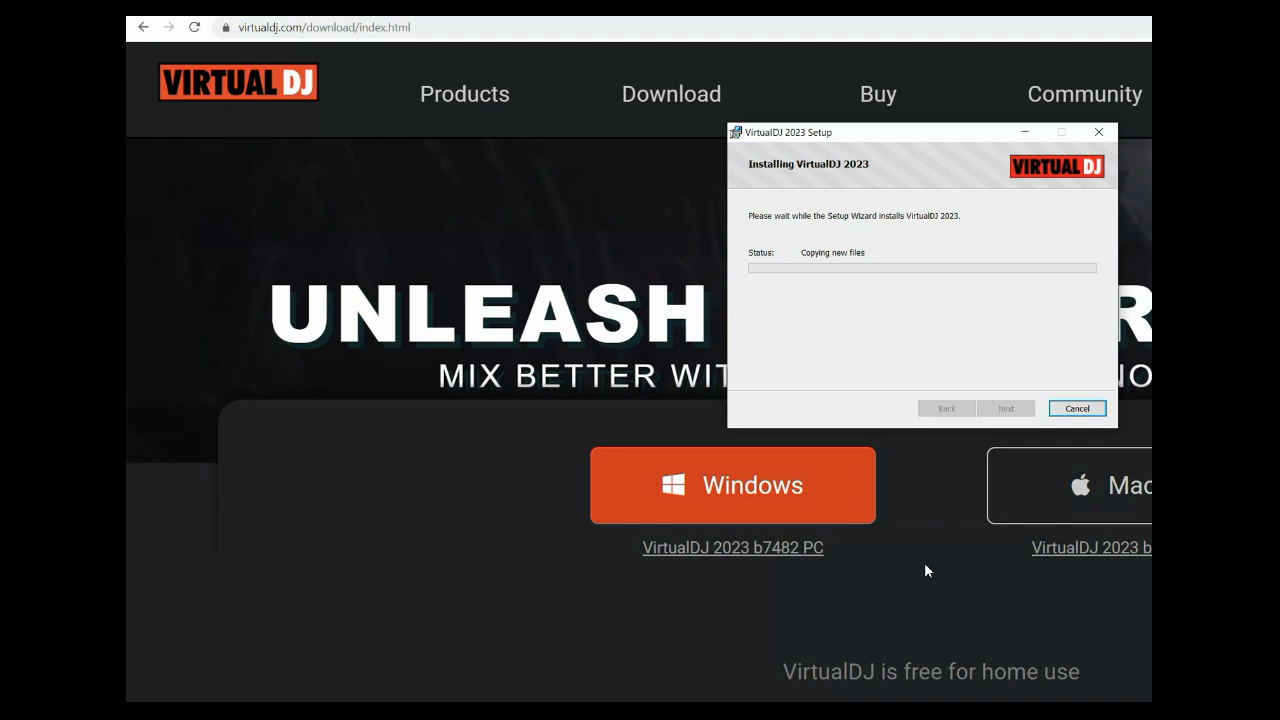 virtualdj.com/download/index.html
VIRTUAL DJ
Products
Download
Buy
Community
VirtualDJ 2023 Setup
Installing VirtualDJ 2023
VIRTUAL DJ
Please wait while the Setup Wizard installs VirtualDJ 2023.
Status: Copying new files
Back
Next
Cancel
UNLEASH
MIX BETTER WIT
Windows
Mac
VirtualDJ 2023 b7482 PC
VirtualDJ 2023 b
VirtualDJ is free for home use